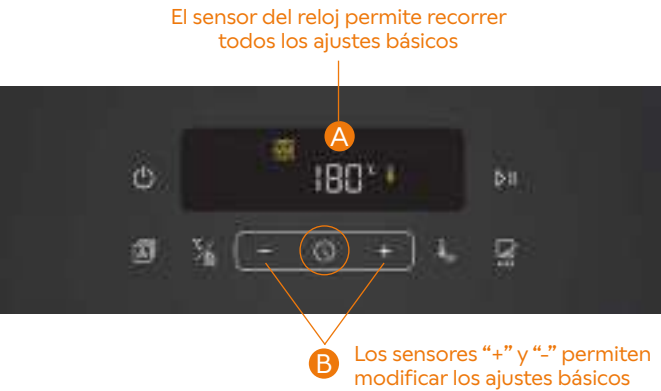 El sensor del reloj permite recorrer
todos los ajustes básicos
A
180°c
− +
B
Los sensores “+” y “-” permiten
modificar los ajustes básicos